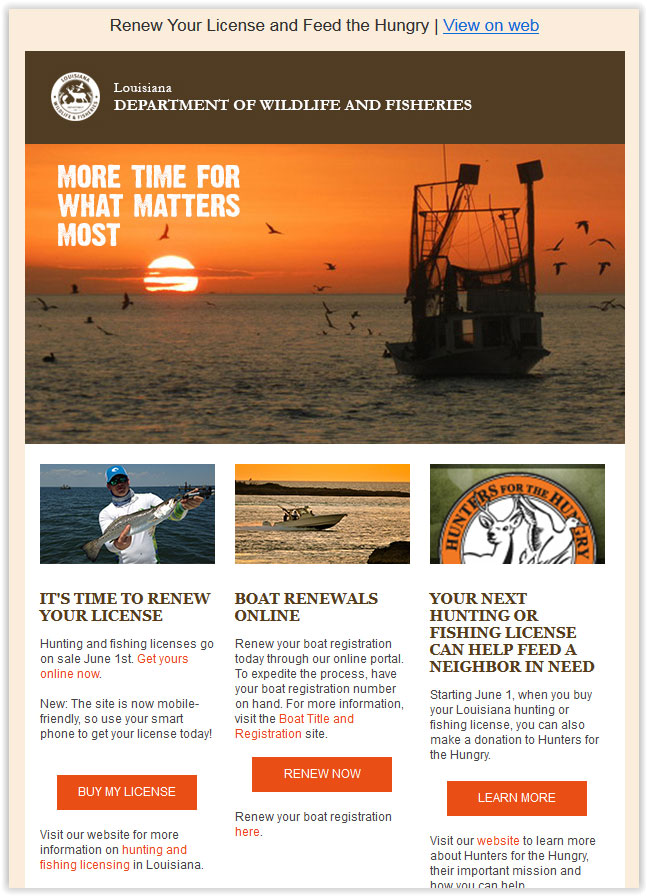 Renew Your License and Feed the Hungry | View on web
LOUISIANA
WILDLIFE & FISHERIES
Louisiana
DEPARTMENT OF WILDLIFE AND FISHERIES
MORE TIME FOR
WHAT MATTERS
MOST
HUNTERS FOR THE HUNGRY
IT'S TIME TO RENEW
YOUR LICENSE
Hunting and fishing licenses go
on sale June 1st. Get yours
online now.
New: The site is now mobile-
friendly, so use your smart
phone to get your license today!
BUY MY LICENSE
Visit our website for more
information on hunting and
fishing licensing in Louisiana.
BOAT RENEWALS
ONLINE
Renew your boat registration
today through our online portal.
To expedite the process, have
your boat registration number
on hand. For more information,
visit the Boat Title and
Registration site.
RENEW NOW
Renew your boat registration
here.
YOUR NEXT
HUNTING OR
FISHING LICENSE
CAN HELP FEED A
NEIGHBOR IN NEED
Starting June 1, when you buy
your Louisiana hunting or
fishing license, you can also
make a donation to Hunters for
the Hungry.
LEARN MORE
Visit our website to learn more
about Hunters for the Hungry,
their important mission and
how you can help